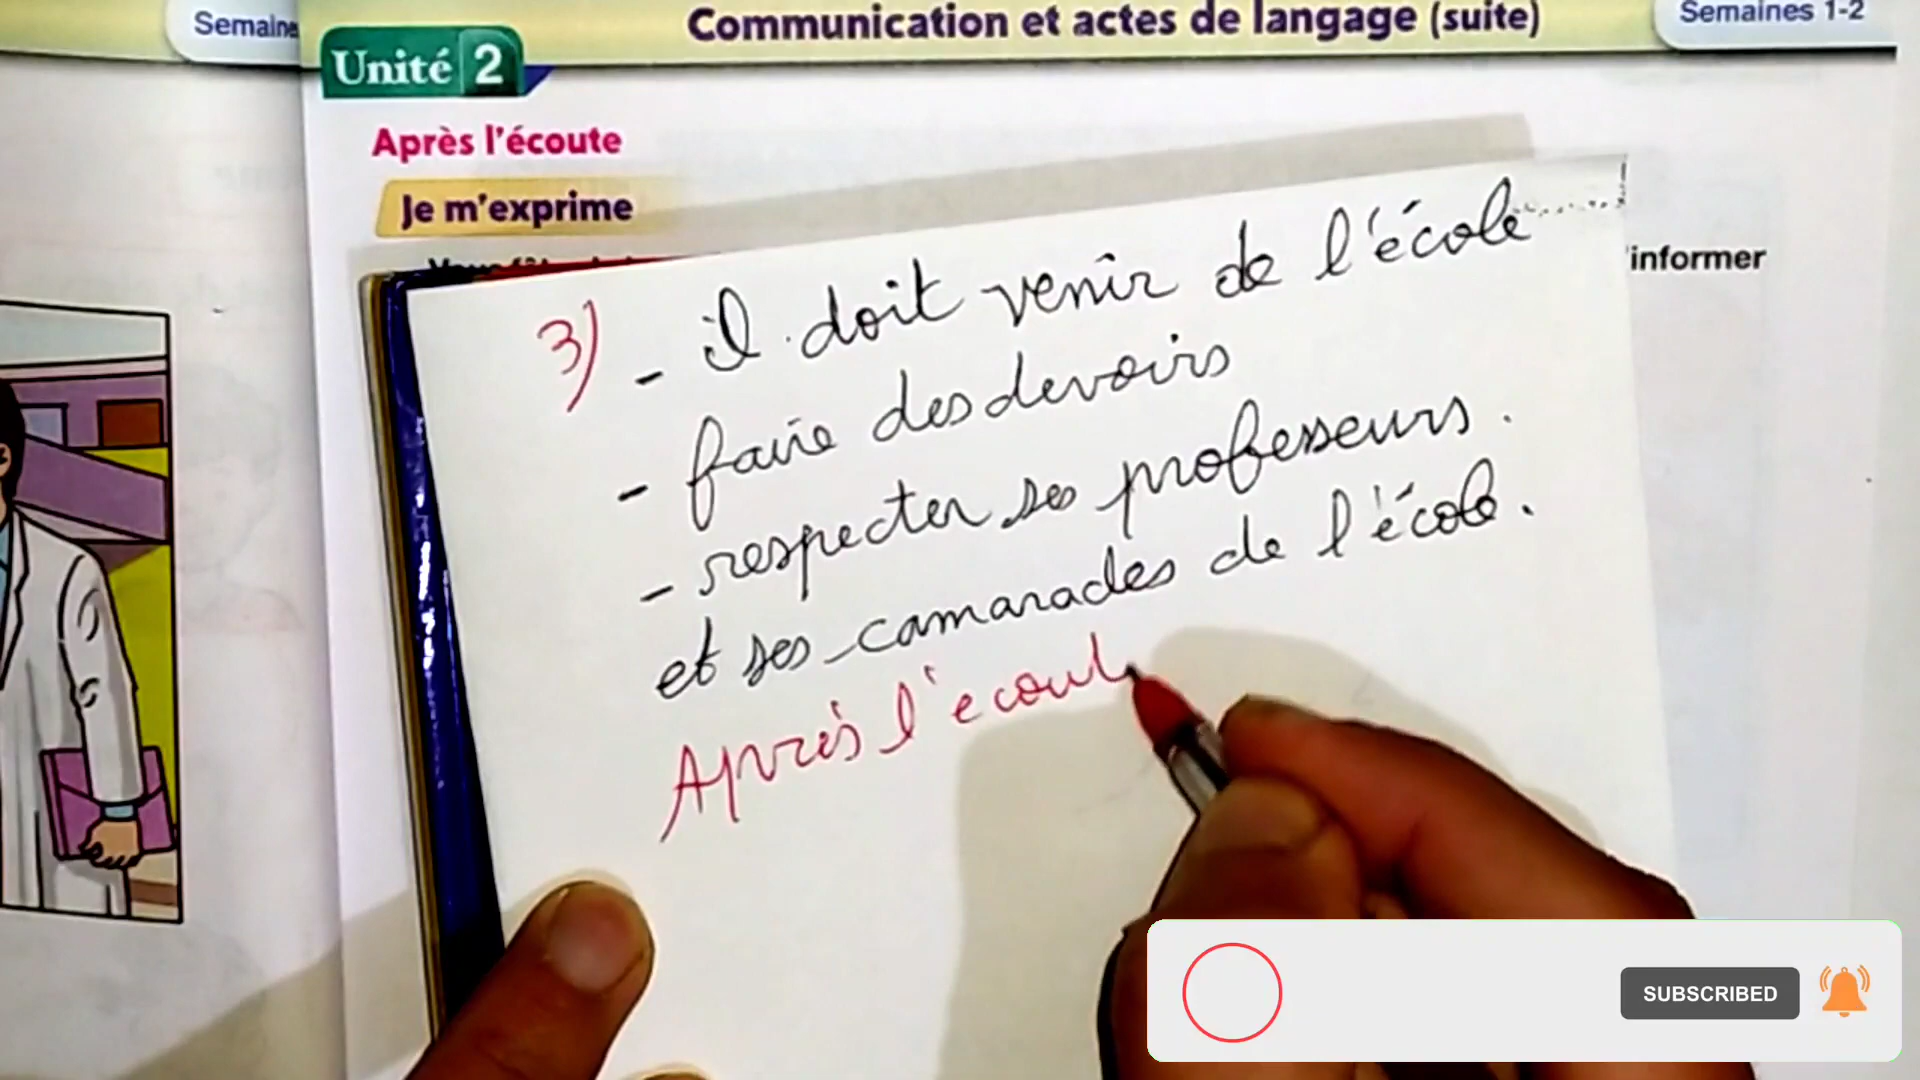 Semaine
Communication et actes de langage (suite)
Semaines 1-2
Unité 2
Après l'écoute
Je m'exprime
'informer
3) - il doit venir de l'école
- faire des devoirs
- respecter ses professeurs.
et ses camarades de l'école.
Après l'ecout
SUBSCRIBED